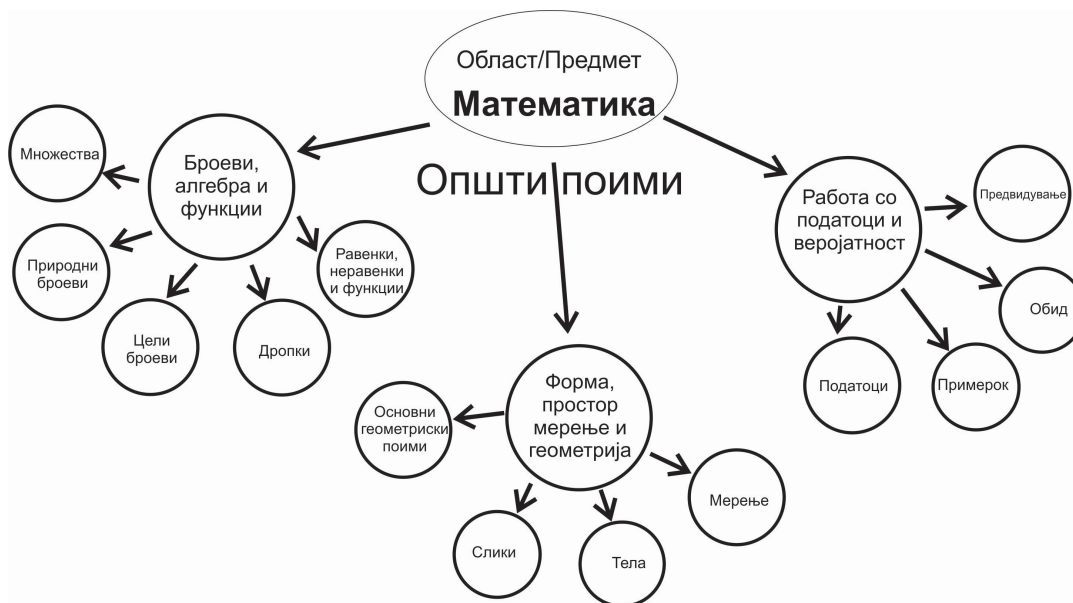 Област/Предмет
Математика
Општи поими
Броеви,
алгебра и
функции
Множества
Природни
броеви
Цели
броеви
Дропки
Равенки,
неравенки
и функции
Форма,
простор
мерење и
геометрија
Основни
геометриски
поими
Слики
Тела
Мерење
Работа со
податоци и
веројатност
Предвидување
Обид
Примерок
Податоци